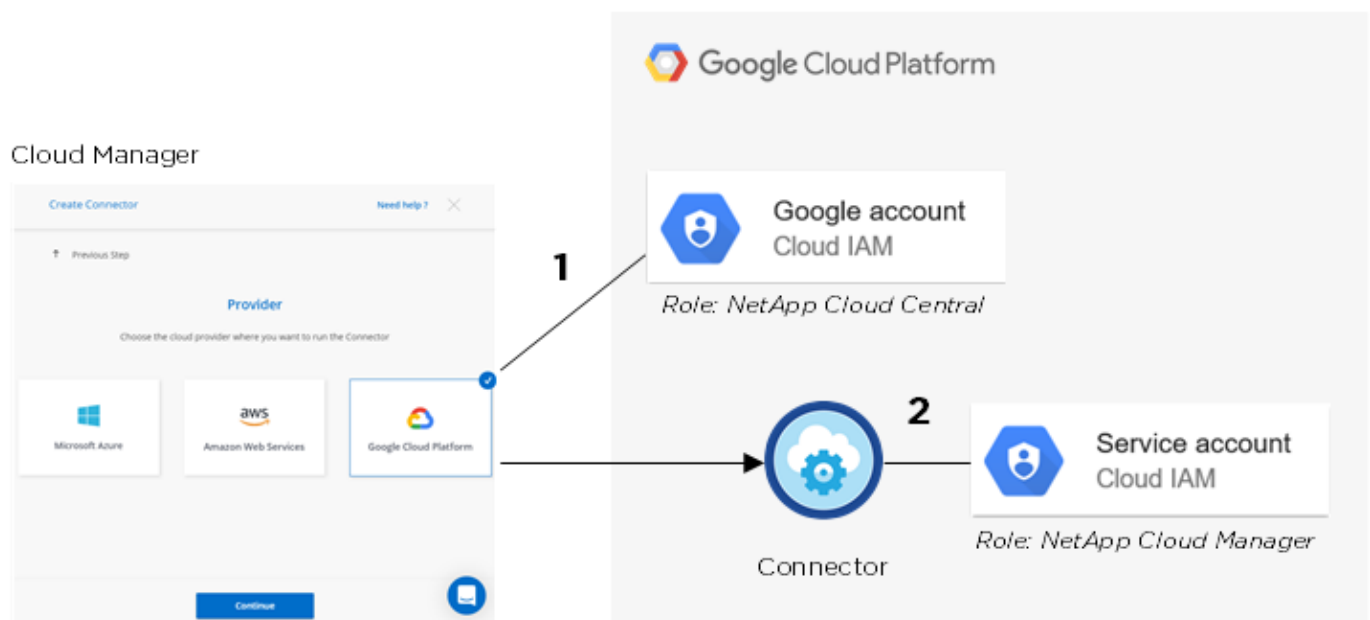 Google Cloud Platform
Cloud Manager
Create Connector
Need help ?
Previous Step
Provider
Choose the cloud provider where you want to run the Connector
Microsoft Azure
aws
Amazon Web Services
Google Cloud Platform
Continue
1
Google account
Cloud IAM
Role: NetApp Cloud Central
2
Connector
Service account
Cloud IAM
Role: NetApp Cloud Manager